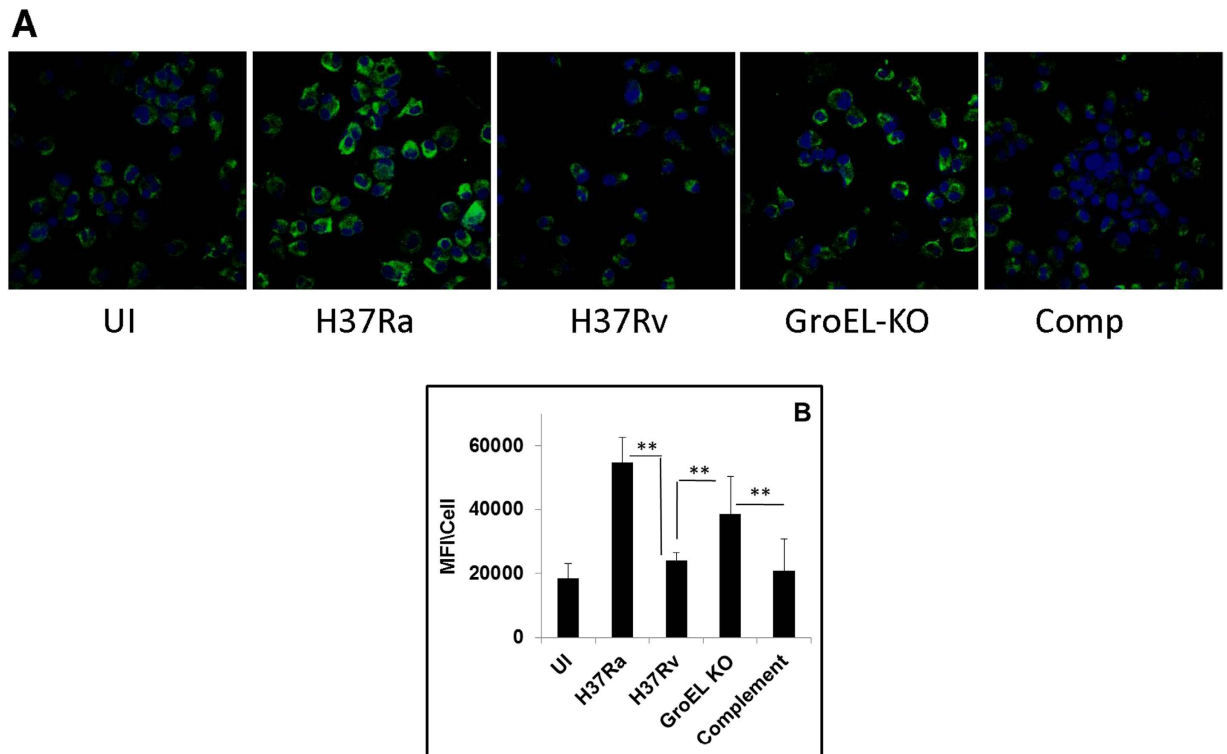 A
UI
H37Ra
H37Rv
GroEL-KO
Comp
B
MFI\Cell
60000
40000
20000
0
**
**
**
UI
H37Ra
H37Rv
GroEL KO
Complement